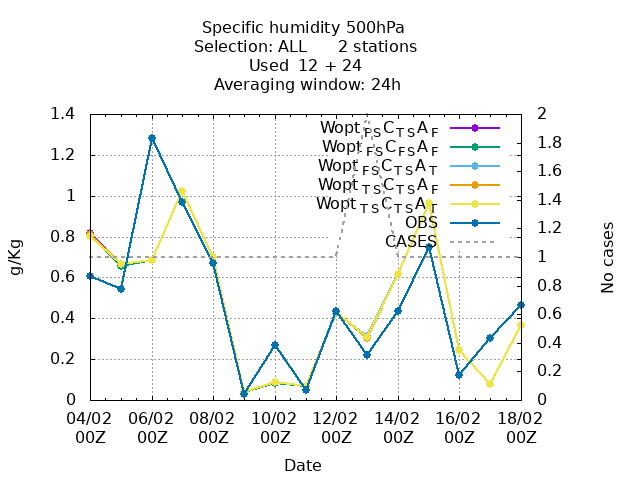 Specific humidity 500hPa
Selection: ALL 2 stations
Used 12 + 24
Averaging window: 24h
g/Kg
No cases
1.4
1.2
1
0.8
0.6
0.4
0.2
0
2
1.8
1.6
1.4
1.2
1
0.8
0.6
0.4
0.2
0
Wopt FS C TS A F
Wopt FS C FS A F
Wopt FS C TS A T
Wopt TS C TS A F
Wopt TS C TS A T
OBS
CASES
04/02 06/02 08/02 10/02 12/02 14/02 16/02 18/02
00Z 00Z 00Z 00Z 00Z 00Z 00Z 00Z
Date